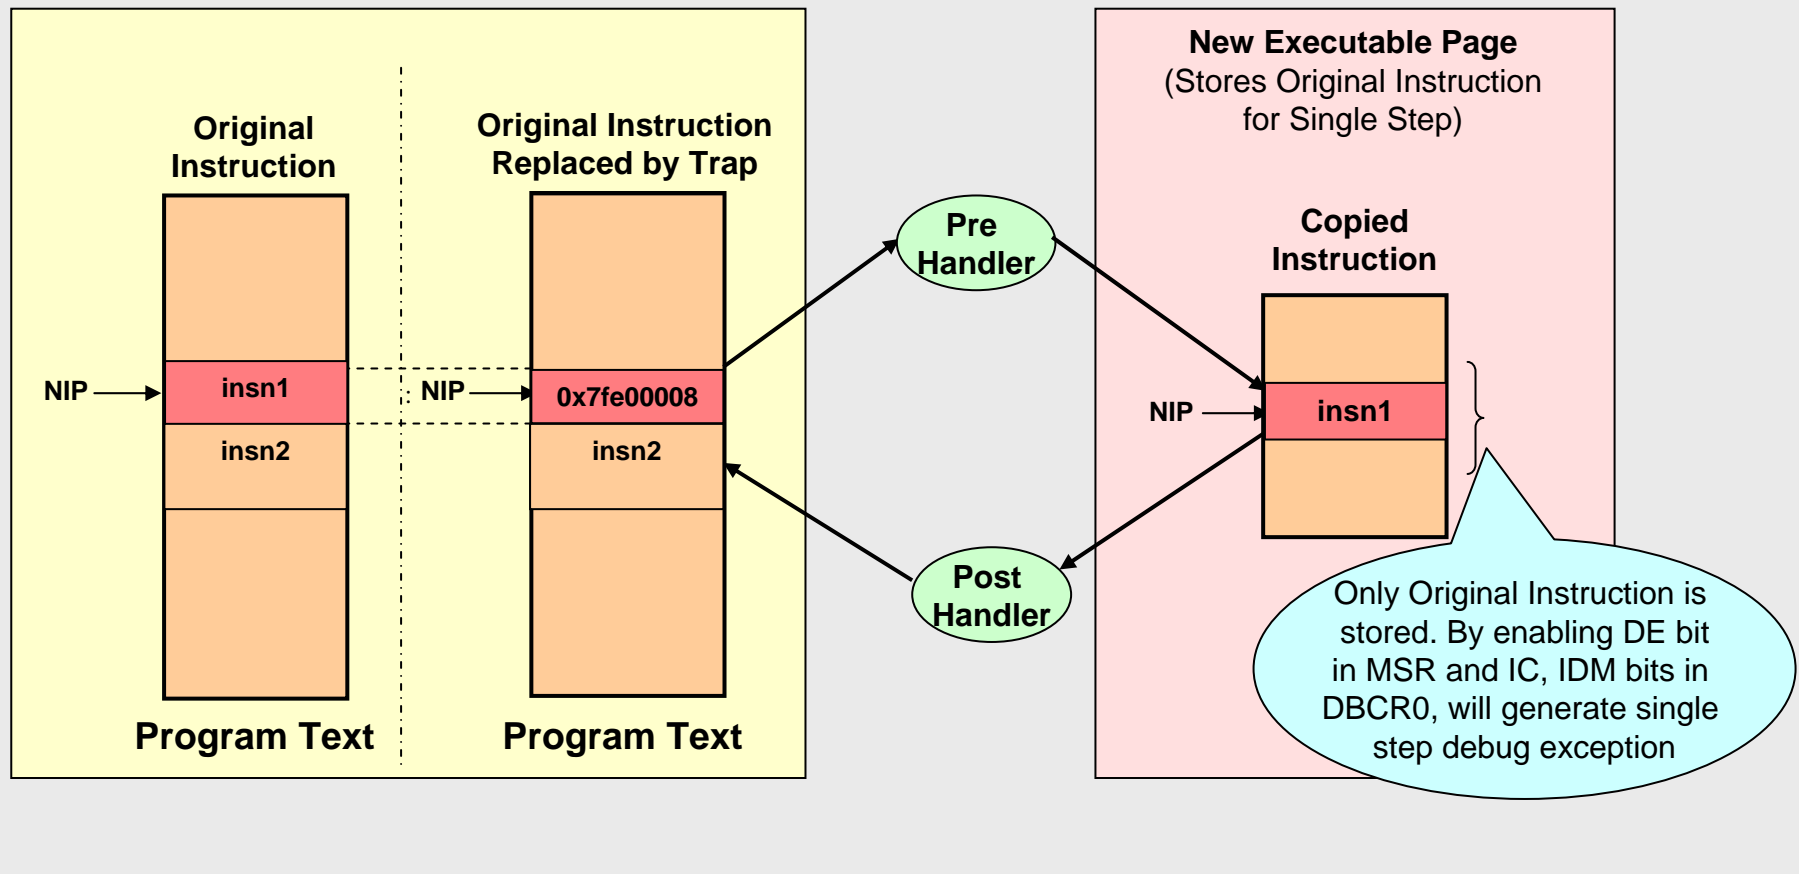 Original
Instruction
Original Instruction
Replaced by Trap
NIP
insn1
insn2
Program Text
: NIP
0x7fe00008
insn2
Program Text
Pre
Handler
Post
Handler
New Executable Page
(Stores Original Instruction
for Single Step)
Copied
Instruction
NIP
insn1
Only Original Instruction is
stored. By enabling DE bit
in MSR and IC, IDM bits in
DBCR0, will generate single
step debug exception